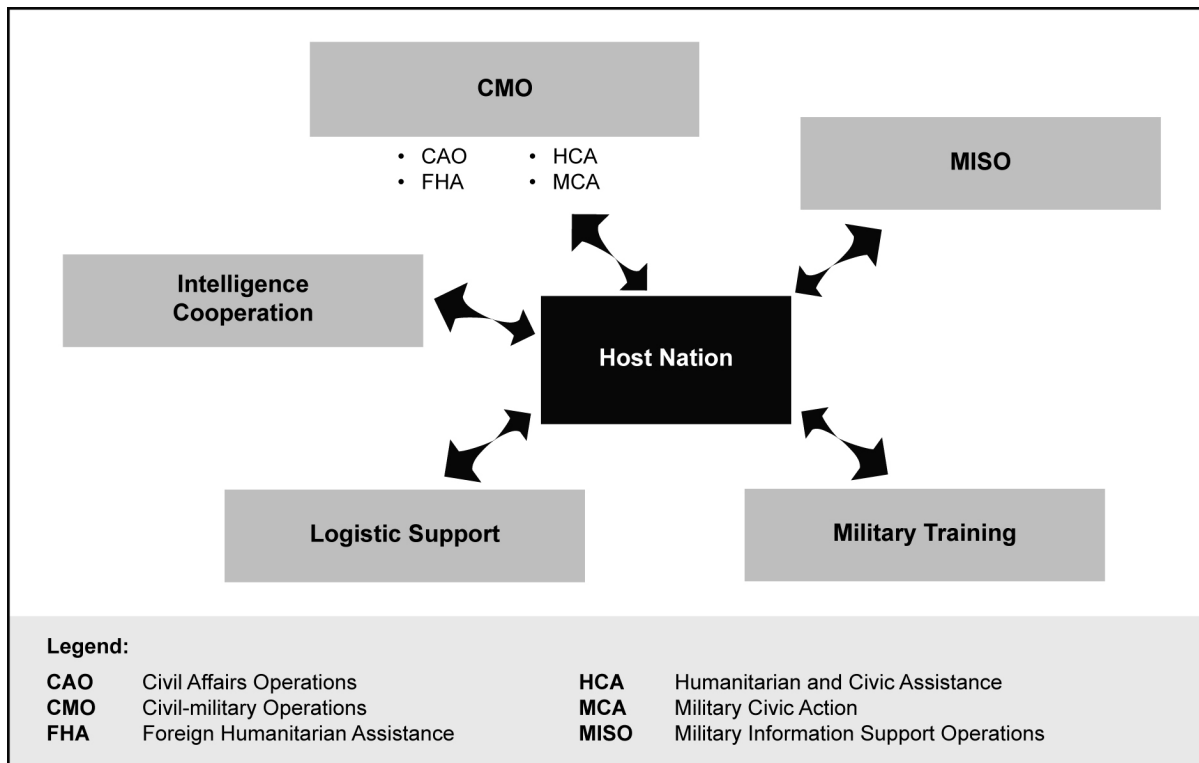 CMO
• CAO • HCA
• FHA • MCA
MISO
Intelligence
Cooperation
Host Nation
Logistic Support
Military Training
Legend:
CAO Civil Affairs Operations
CMO Civil-military Operations
FHA Foreign Humanitarian Assistance
HCA Humanitarian and Civic Assistance
MCA Military Civic Action
MISO Military Information Support Operations